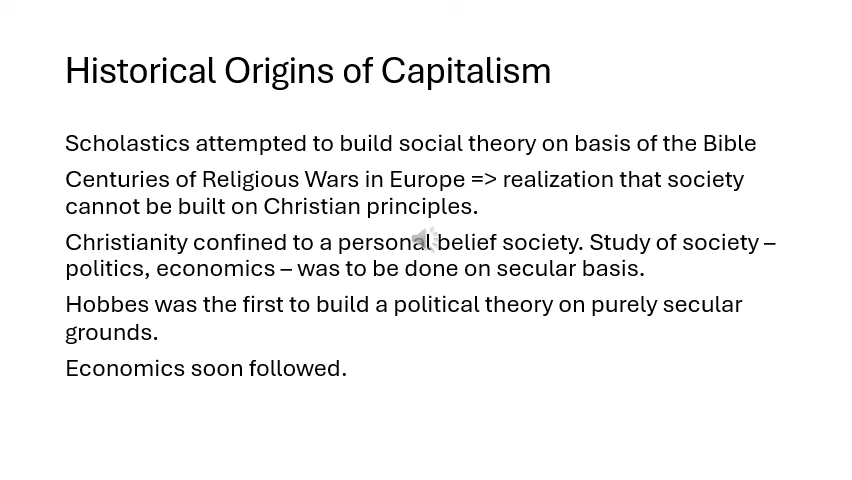 Historical Origins of Capitalism
Scholastics attempted to build social theory on basis of the Bible
Centuries of Religious Wars in Europe => realization that society
cannot be built on Christian principles.
Christianity confined to a personal belief society. Study of society –
politics, economics – was to be done on secular basis.
Hobbes was the first to build a political theory on purely secular
grounds.
Economics soon followed.